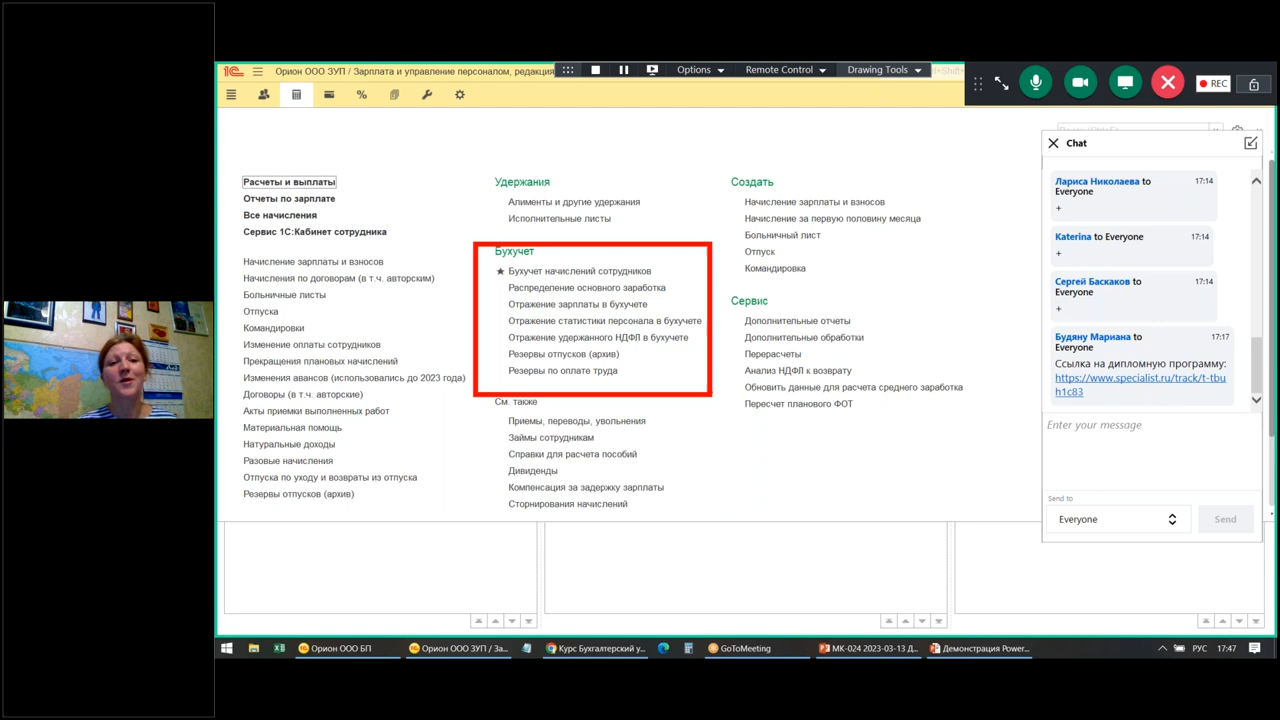 1С
Орион ООО ЗУП / Зарплата и управление персоналом, редакция
Options
Remote Control
Drawing Tools
REC
Расчеты и выплаты
Отчеты по зарплате
Все начисления
Сервис 1С:Кабинет сотрудника
Начисление зарплаты и взносов
Начисления по договорам (в т.ч. авторским)
Больничные листы
Отпуска
Командировки
Изменение оплаты сотрудников
Прекращения плановых начислений
Изменения авансов (использовались до 2023 года)
Договоры (в т.ч. авторские)
Акты приемки выполненных работ
Материальная помощь
Натуральные доходы
Разовые начисления
Отпуска по уходу и возвраты из отпуска
Резервы отпусков (архив)
Удержания
Алименты и другие удержания
Исполнительные листы
Бухучет
Бухучет начислений сотрудников
Распределение основного заработка
Отражение зарплаты в бухучете
Отражение статистики персонала в бухучете
Отражение удержанного НДФЛ в бухучете
Резервы отпусков (архив)
Резервы по оплате труда
См. также
Приемы, переводы, увольнения
Займы сотрудникам
Справки для расчета пособий
Дивиденды
Компенсация за задержку зарплаты
Сторнирования начислений
Создать
Начисление зарплаты и взносов
Начисление за первую половину месяца
Больничный лист
Отпуск
Командировка
Сервис
Дополнительные отчеты
Дополнительные обработки
Перерасчеты
Анализ НДФЛ к возврату
Обновить данные для расчета среднего заработка
Пересчет планового ФОТ
Chat
Лариса Николаева to
Everyone
17:14
+
Katerina to Everyone
17:14
+
Сергей Баскаков to
Everyone
17:14
+
Будяну Мариана to
Everyone
17:17
Ссылка на дипломную программу:
https://www.specialist.ru/track/t-tbu
h1c83
Enter your message
Send to
Everyone
Send
Орион ООО БП
Орион ООО ЗУП / За...
Курс Бухгалтерский у...
GoToMeeting
МК-024 2023-03-13 Д...
Демонстрация Power...
РУС
17:47